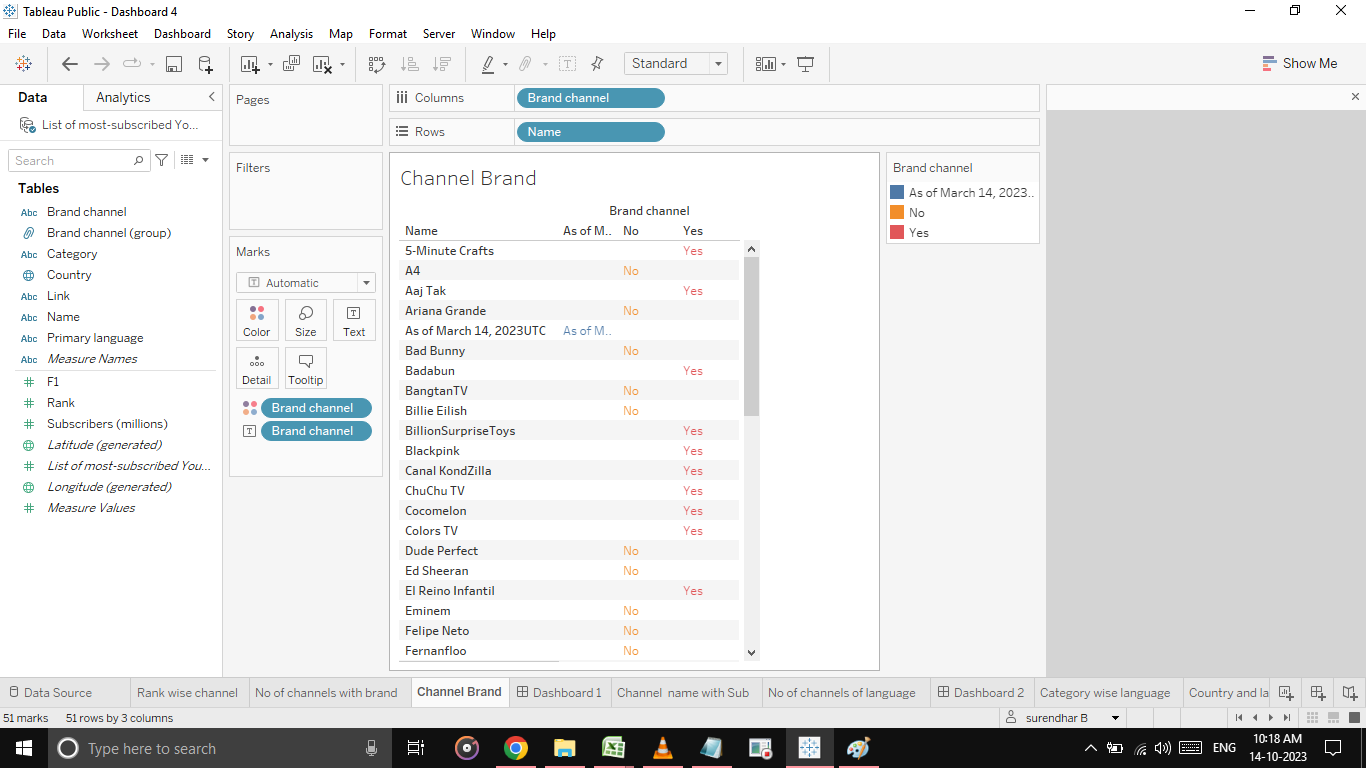 Tableau Public - Dashboard 4
File Data Worksheet Dashboard Story Analysis Map Format Server Window Help
Standard
Show Me
Data
Analytics
List of most-subscribed Yo...
Search
Tables
Abc Brand channel
Brand channel (group)
Abc Category
Country
Abc Link
Abc Name
Abc Primary language
Abc Measure Names
F1
Rank
Subscribers (millions)
Latitude (generated)
List of most-subscribed You...
Longitude (generated)
Measure Values
Pages
Filters
Marks
T Automatic
Color
Size
T
Text
Detail
Tooltip
Brand channel
T Brand channel
Columns Brand channel
Rows Name
Channel Brand
Brand channel
Name As of M.. No Yes
5-Minute Crafts Yes
A4 No
Aaj Tak Yes
Ariana Grande No
As of March 14, 2023UTC As of M..
Bad Bunny No
Badabun Yes
BangtanTV No
Billie Eilish No
BillionSurpriseToys Yes
Blackpink Yes
Canal KondZilla Yes
ChuChu TV Yes
Cocomelon Yes
Colors TV Yes
Dude Perfect No
Ed Sheeran No
El Reino Infantil Yes
Eminem No
Felipe Neto No
Fernanfloo No
Brand channel
As of March 14, 2023..
No
Yes
Data Source Rank wise channel No of channels with brand Channel Brand Dashboard 1 Channel name with Sub No of channels of language Dashboard 2 Category wise language Country and la
51 marks 51 rows by 3 columns surendhar B
Type here to search
ENG
10:18 AM
14-10-2023